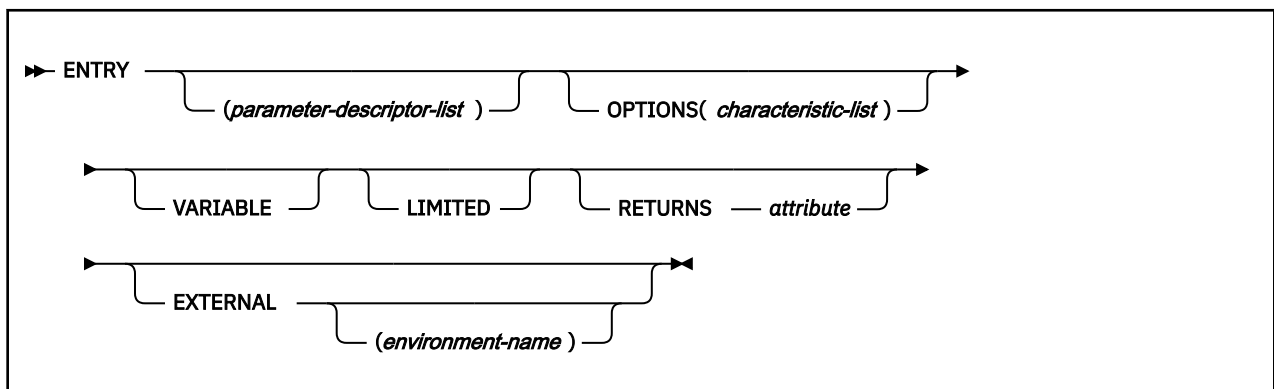 ENTRY
(parameter-descriptor-list )
OPTIONS( characteristic-list )
VARIABLE
LIMITED
RETURNS attribute
EXTERNAL
(environment-name )